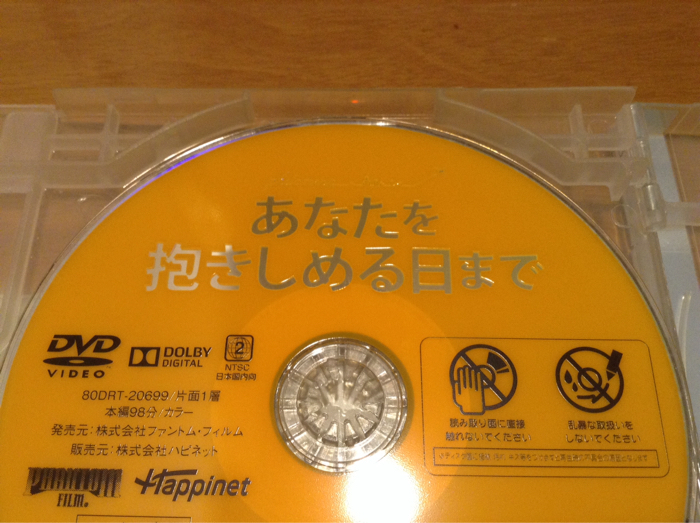 あなたを
抱きしめる日まで
DVD
VIDEO
DOLBY
DIGITAL
2
NTSC
日本国内向
80DRT-20699/片面1層
本編98分/カラー
発売元:株式会社ファントム・フィルム
販売元:株式会社ハピネット
PHANTOM
FILM®
Happinet
読み取り面に直接
触れないでください
乱暴な取扱いを
しないでください